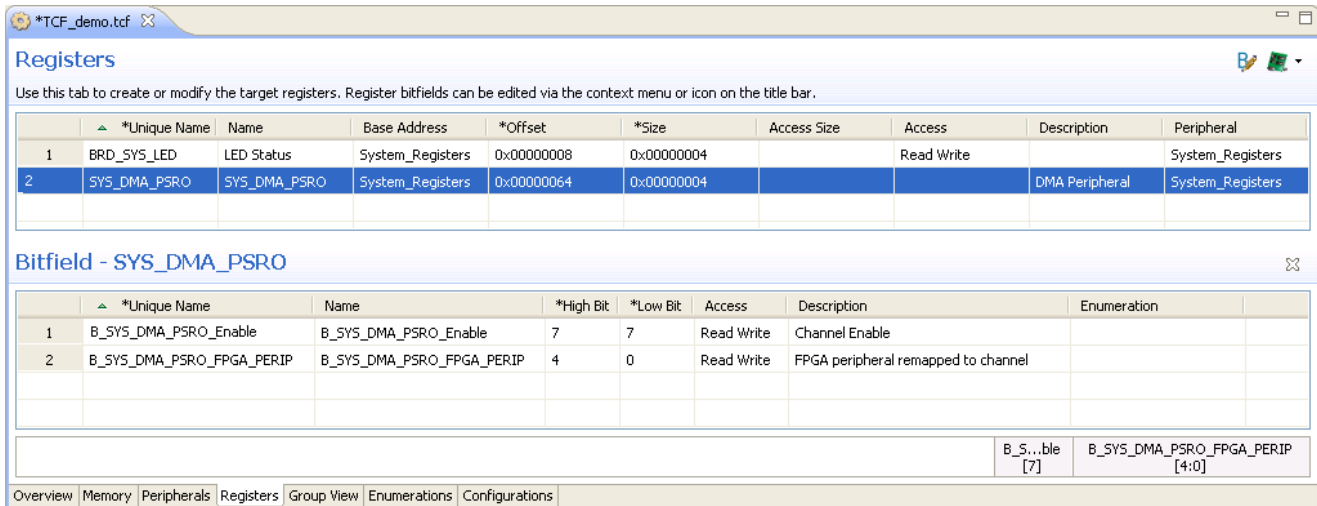 *TCF_demo.tcf
Registers
Use this tab to create or modify the target registers. Register bitfields can be edited via the context menu or icon on the title bar.
*Unique Name Name Base Address *Offset *Size Access Size Access Description Peripheral
1 BRD_SYS_LED LED Status System_Registers 0x00000008 0x00000004 Read Write System_Registers
2 SYS_DMA_PSRO SYS_DMA_PSRO System_Registers 0x00000064 0x00000004 DMA Peripheral System_Registers
Bitfield - SYS_DMA_PSRO
*Unique Name Name *High Bit *Low Bit Access Description Enumeration
1 B_SYS_DMA_PSRO_Enable B_SYS_DMA_PSRO_Enable 7 7 Read Write Channel Enable
2 B_SYS_DMA_PSRO_FPGA_PERIP B_SYS_DMA_PSRO_FPGA_PERIP 4 0 Read Write FPGA peripheral remapped to channel
B_S...ble B_SYS_DMA_PSRO_FPGA_PERIP
[7] [4:0]
Overview Memory Peripherals Registers Group View Enumerations Configurations